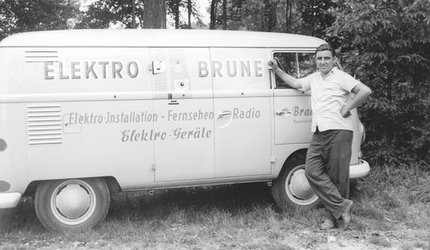 ELEKTRO BRUNE
Elektro-Installation · Fernsehen · Radio
Elektro-Geräte